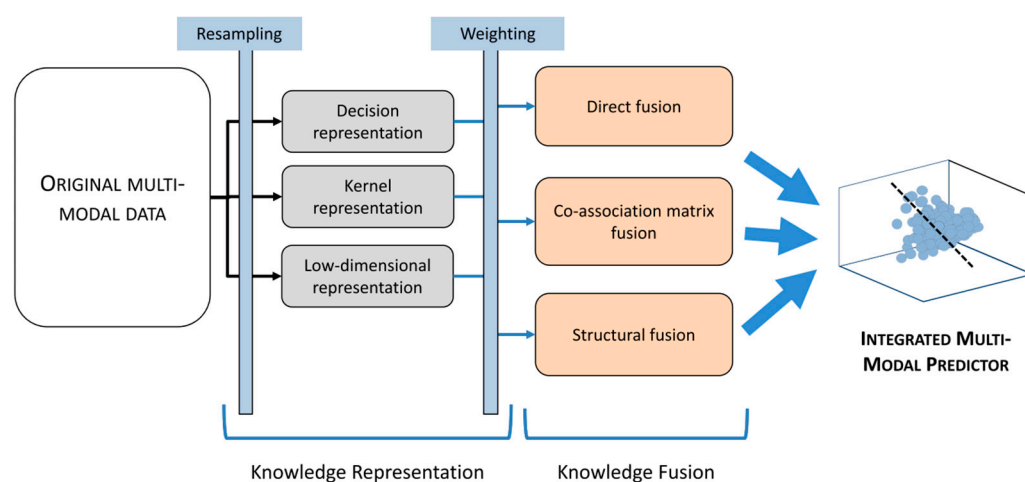 Resampling
Weighting
ORIGINAL MULTI-
MODAL DATA
Decision
representation
Kernel
representation
Low-dimensional
representation
Direct fusion
Co-association matrix
fusion
Structural fusion
INTEGRATED MULTI-
MODAL PREDICTOR
Knowledge Representation
Knowledge Fusion